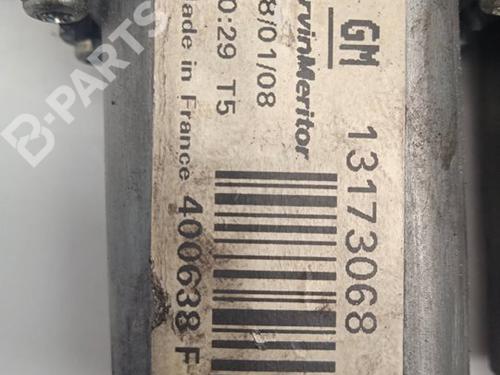 GM 13173068
rvinMeritor
8/01/08
0:29 T5
ade in France 400638 F
B-PARTS